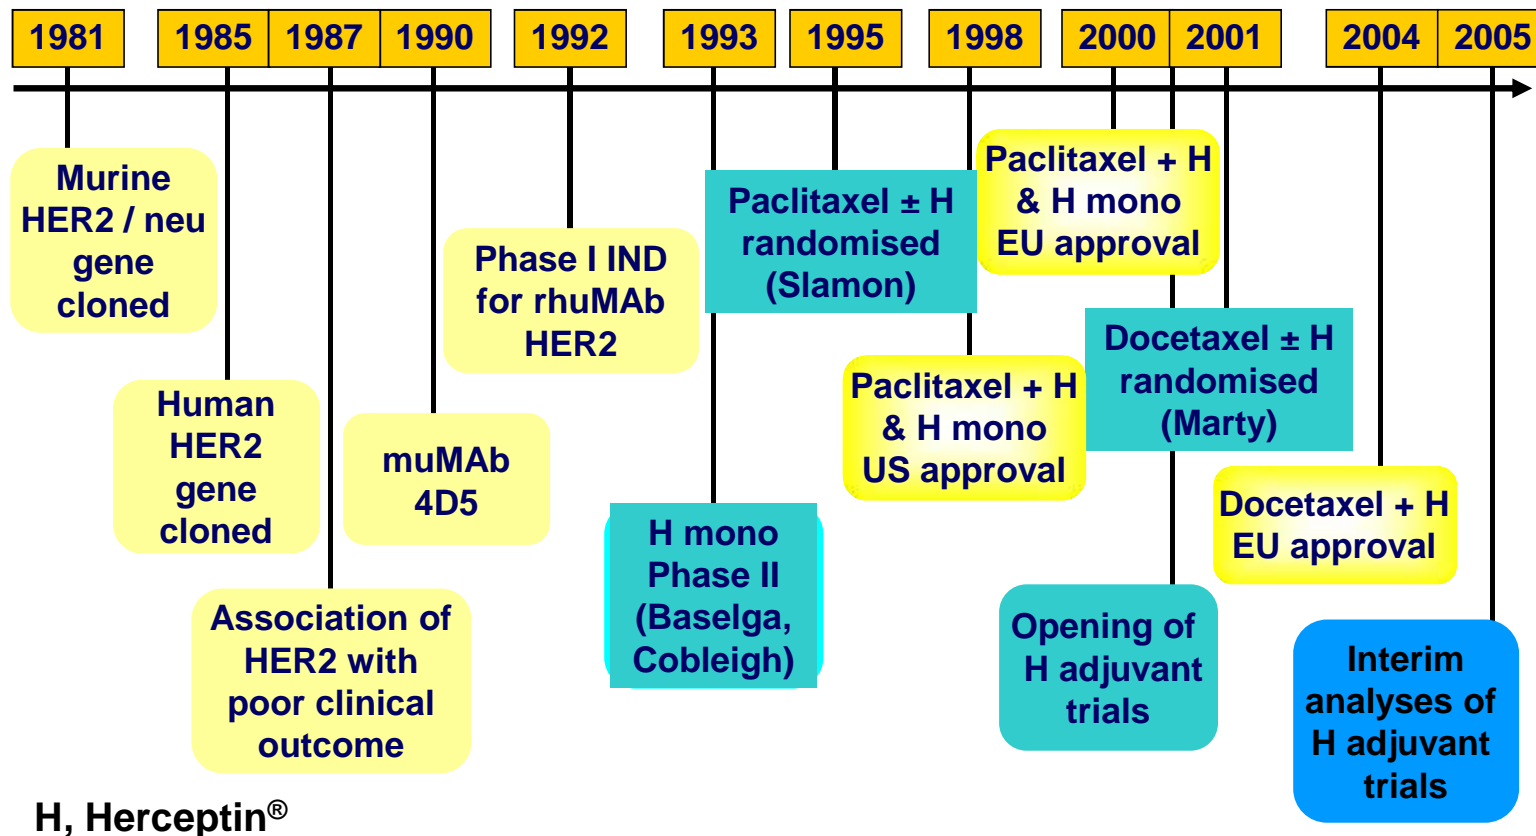 1981
1985
1987
1990
1992
1993
1995
1998
2000
2001
2004
2005
Murine
HER2 / neu
gene
cloned
Human
HER2
gene
cloned
Association of
HER2 with
poor clinical
outcome
muMAb
4D5
Phase I IND
for rhuMAb
HER2
H mono
Phase II
(Baselga,
Cobleigh)
Paclitaxel ± H
randomised
(Slamon)
Paclitaxel + H
& H mono
US approval
Paclitaxel + H
& H mono
EU approval
Opening of
H adjuvant
trials
Docetaxel ± H
randomised
(Marty)
Docetaxel + H
EU approval
Interim
analyses of
H adjuvant
trials
H, Herceptin®